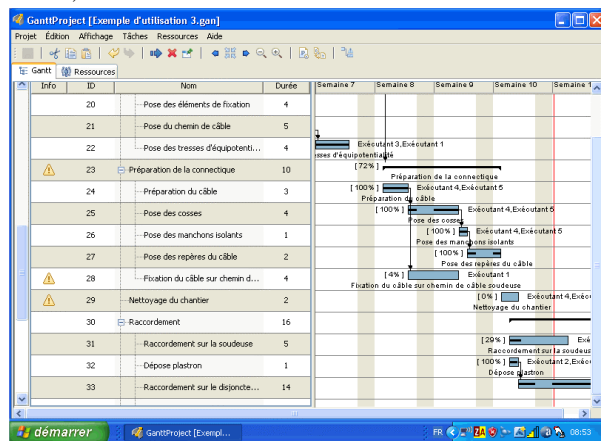 GanttProject [Exemple d'utilisation 3.gan]
Projet Édition Affichage Tâches Ressources Aide
Gantt Ressources
Info ID Nom Durée Semaine 7 Semaine 8 Semaine 9 Semaine 10 Semaine 1
20 Pose des éléments de fixation 4
21 Pose du chemin de câble 5
22 Pose des tresses d'équipotenti... 4 Exécutant 3,Exécutant 1
esses d'équipotentialité
23 Préparation de la connectique 10 [72% ]
Préparation de la connectique
24 Préparation du câble 3 [100% ] Exécutant 4,Exécutant 5
Préparation du câble
25 Pose des cosses 4 [100% ] Exécutant 4,Exécutant 5
Pose des cosses
26 Pose des manchons isolants 1 [100% ] Exécutant 4,Exécutant 5
Pose des manchons isolants
27 Pose des repères du câble 2 [100% ]
Pose des repères du câble
28 Fixation du câble sur chemin d... 4 [4% ] Exécutant 1
Fixation du câble sur chemin de câble soudeuse
29 Nettoyage du chantier 2 [0% ] Exécutant 4,Exéc
Nettoyage du chantier
30 Raccordement 16
31 Raccordement sur la soudeuse 5 [29% ] Exé
Raccordement sur la soudeus
32 Dépose plastron 1 [100% ] Exécutant 2,Exéc
Dépose plastron
33 Raccordement sur le disjoncte... 14
démarrer GanttProject [Exempl... FR ZA 08:53